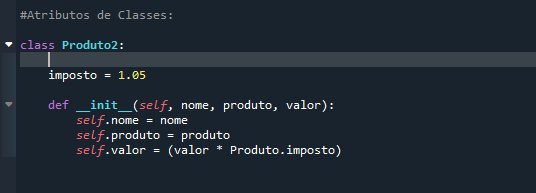 #Atributos de Classes:
class Produto2:
imposto = 1.05
def __init__(self, nome, produto, valor):
self.nome = nome
self.produto = produto
self.valor = (valor * Produto.imposto)